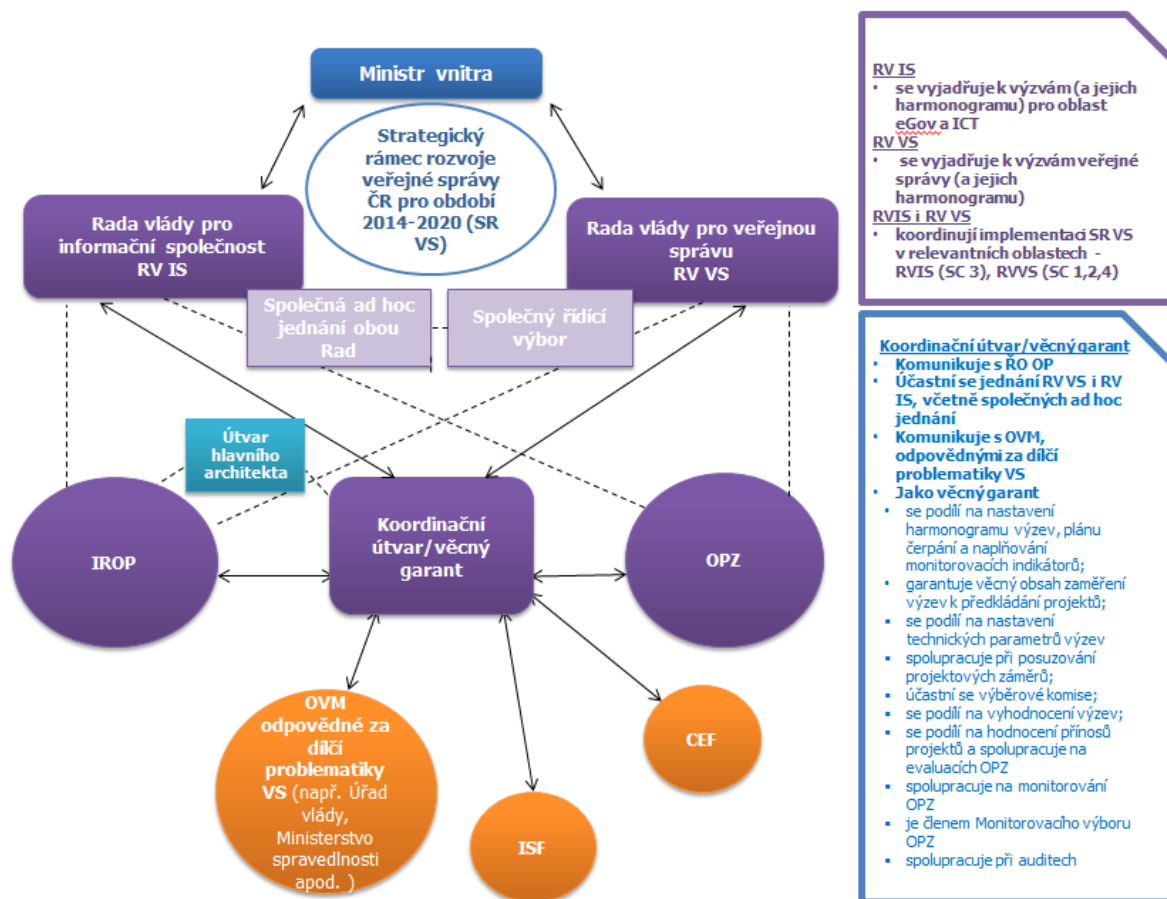 Ministr vnitra
Strategický
rámec rozvoje
veřejné správy
ČR pro období
2014-2020 (SR
VS)
Rada vlády pro
informační společnost
RV IS
Rada vlády pro veřejnou
správu
RV VS
Společná ad hoc
jednání obou
Rad
Společný řídící
výbor
Útvar
hlavního
architekta
IROP
Koordinační
útvar/věcný
garant
OPZ
OVM
odpovědné za
dílčí
problematiky
VS (např. Úřad
vlády,
Ministerstvo
spravedlnosti
apod. )
ISF
CEF
RV IS
• se vyjadřuje k výzvám (a jejich
harmonogramu) pro oblast
eGov a ICT
RV VS
• se vyjadřuje k výzvám veřejné
správy (a jejich
harmonogramu)
RVIS i RV VS
• koordinují implementaci SR VS
v relevantních oblastech -
RVIS (SC 3), RVVS (SC 1,2,4)
Koordinační útvar/věcný garant
• Komunikuje s ŘO OP
• Účastní se jednání RV VS i RV
IS, včetně společných ad hoc
jednání
• Komunikuje s OVM,
odpovědnými za dílčí
problematiky VS
• Jako věcný garant
• se podílí na nastavení
harmonogramu výzev, plánu
čerpání a naplňování
monitorovacích indikátorů;
• garantuje věcný obsah zaměření
výzev k předkládání projektů;
▪ se podílí na nastavení
technických parametrů výzev
▪ spolupracuje při posuzování
projektových záměrů;
▪ účastní se výběrové komise;
▪ se podílí na vyhodnocení výzev;
▪ se podílí na hodnocení přínosů
projektů a spolupracuje na
evaluacích OPZ
▪ spolupracuje na monitorování
OPZ
▪ je členem Monitorovacího výboru
OPZ
▪ spolupracuje při auditech